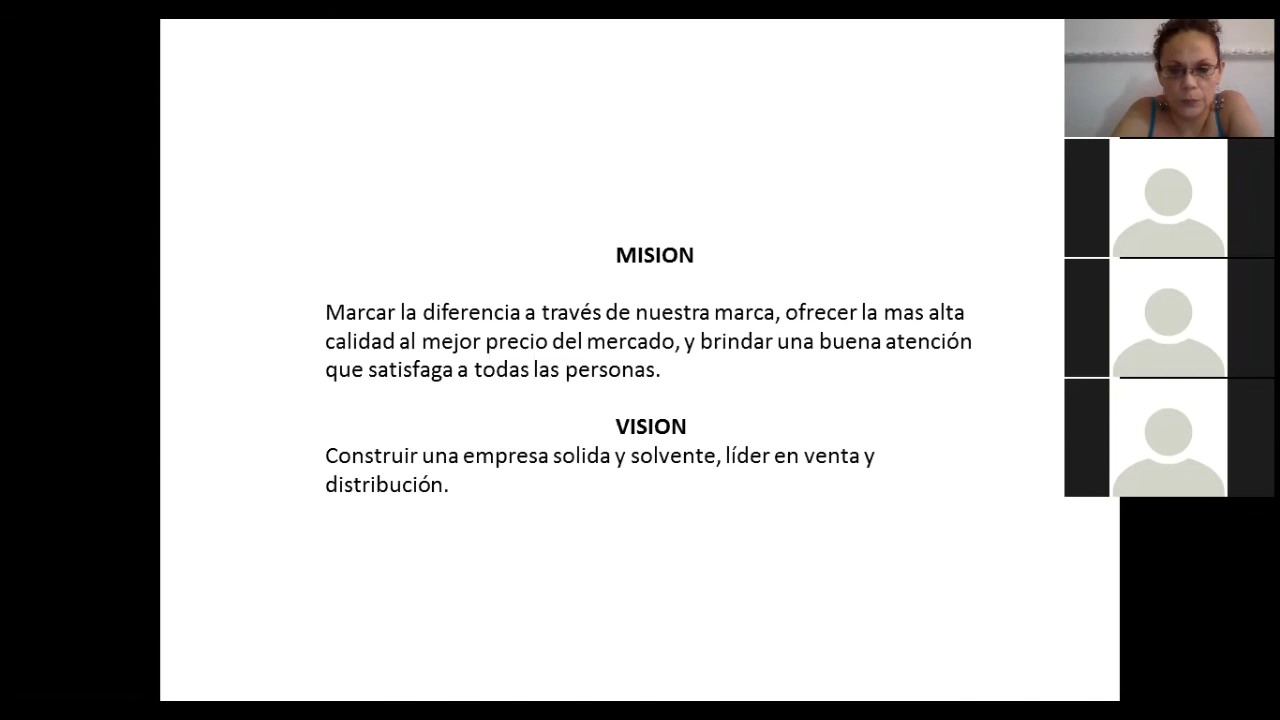 MISION
Marcar la diferencia a través de nuestra marca, ofrecer la mas alta
calidad al mejor precio del mercado, y brindar una buena atención
que satisfaga a todas las personas.
VISION
Construir una empresa solida y solvente, líder en venta y
distribución.